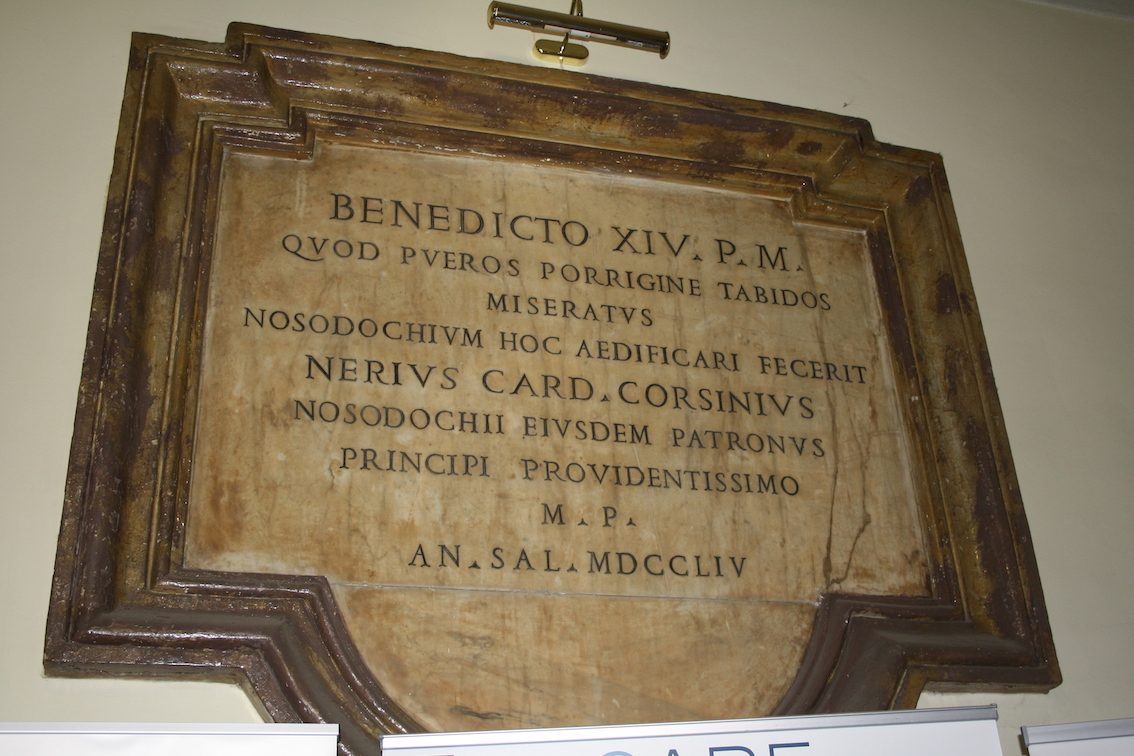 BENEDICTO XIV. P. M.
QVOD PVEROS PORRIGINE TABIDOS
MISERATVS
NOSODOCHIVM HOC AEDIFICARI FECERIT
NERIVS CARD. CORSINIVS
NOSODOCHII EIVSDEM PATRONVS
PRINCIPI PROVIDENTISSIMO
M. P.
AN. SAL. MDCCLIV